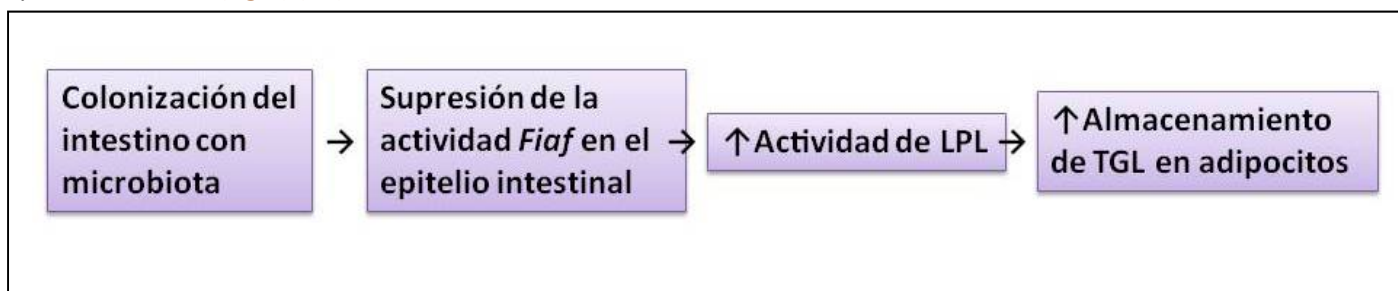 Colonización del
intestino con
microbiota
→
Supresión de la
actividad Fiaf en el
epitelio intestinal
→
↑Actividad de LPL
→
↑Almacenamiento
de TGL en adipocitos